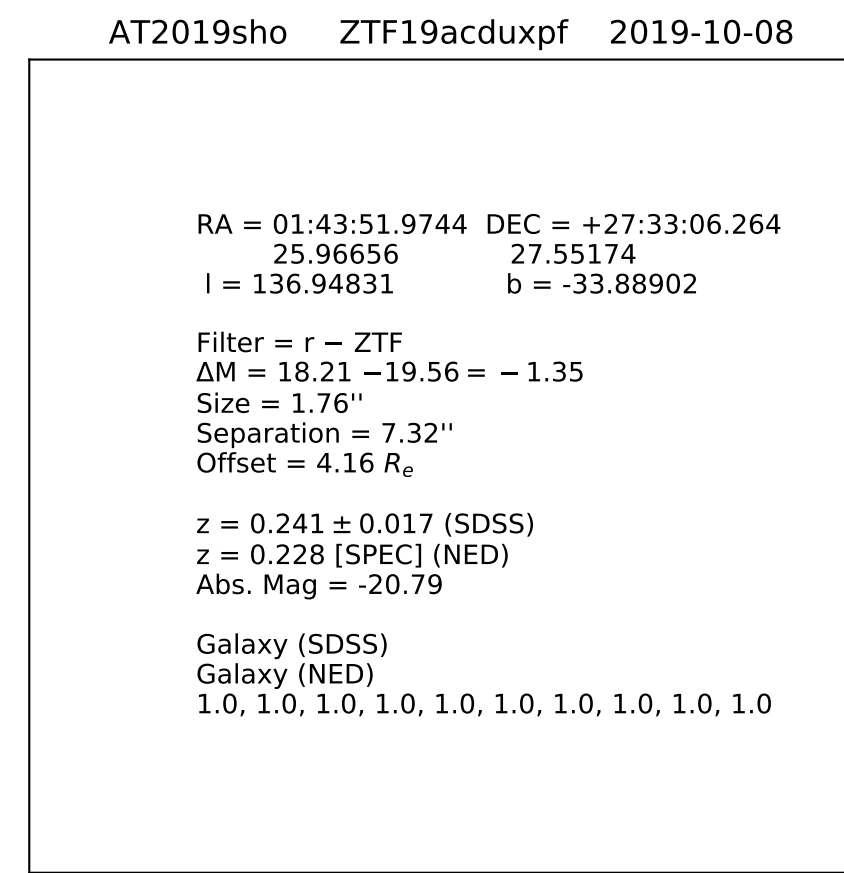 AT2019sho ZTF19acduxpf 2019-10-08
RA = 01:43:51.9744 DEC = +27:33:06.264
25.96656 27.55174
l = 136.94831 b = -33.88902
Filter = r − ZTF
ΔM = 18.21 −19.56 = − 1.35
Size = 1.76''
Separation = 7.32''
Offset = 4.16 Re
z = 0.241 ± 0.017 (SDSS)
z = 0.228 [SPEC] (NED)
Abs. Mag = -20.79
Galaxy (SDSS)
Galaxy (NED)
1.0, 1.0, 1.0, 1.0, 1.0, 1.0, 1.0, 1.0, 1.0, 1.0